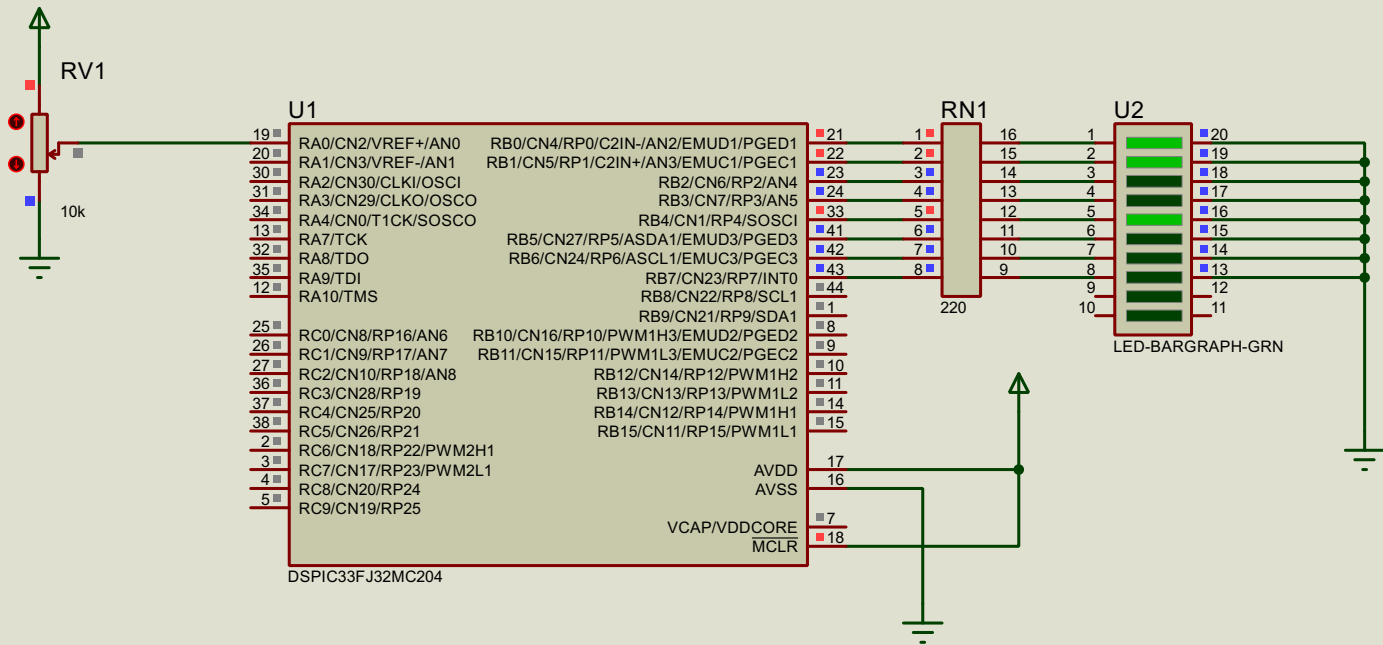 RV1
10k
U1
19 RA0/CN2/VREF+/AN0
20 RA1/CN3/VREF-/AN1
30 RA2/CN30/CLKI/OSCI
31 RA3/CN29/CLKO/OSCO
34 RA4/CN0/T1CK/SOSCO
13 RA7/TCK
32 RA8/TDO
35 RA9/TDI
12 RA10/TMS
25 RC0/CN8/RP16/AN6
26 RC1/CN9/RP17/AN7
27 RC2/CN10/RP18/AN8
36 RC3/CN28/RP19
37 RC4/CN25/RP20
38 RC5/CN26/RP21
2 RC6/CN18/RP22/PWM2H1
3 RC7/CN17/RP23/PWM2L1
4 RC8/CN20/RP24
5 RC9/CN19/RP25
RB0/CN4/RP0/C2IN-/AN2/EMUD1/PGED1 21
RB1/CN5/RP1/C2IN+/AN3/EMUC1/PGEC1 22
RB2/CN6/RP2/AN4 23
RB3/CN7/RP3/AN5 24
RB4/CN1/RP4/SOSCI 33
RB5/CN27/RP5/ASDA1/EMUD3/PGED3 41
RB6/CN24/RP6/ASCL1/EMUC3/PGEC3 42
RB7/CN23/RP7/INT0 43
RB8/CN22/RP8/SCL1 44
RB9/CN21/RP9/SDA1 1
RB10/CN16/RP10/PWM1H3/EMUD2/PGED2 8
RB11/CN15/RP11/PWM1L3/EMUC2/PGEC2 9
RB12/CN14/RP12/PWM1H2 10
RB13/CN13/RP13/PWM1L2 11
RB14/CN12/RP14/PWM1H1 14
RB15/CN11/RP15/PWM1L1 15
AVDD 17
AVSS 16
VCAP/VDDCORE 7
MCLR 18
DSPIC33FJ32MC204
RN1
1 16
2 15
3 14
4 13
5 12
6 11
7 10
8 9
220
U2
1 20
2 19
3 18
4 17
5 16
6 15
7 14
8 13
9 12
10 11
LED-BARGRAPH-GRN